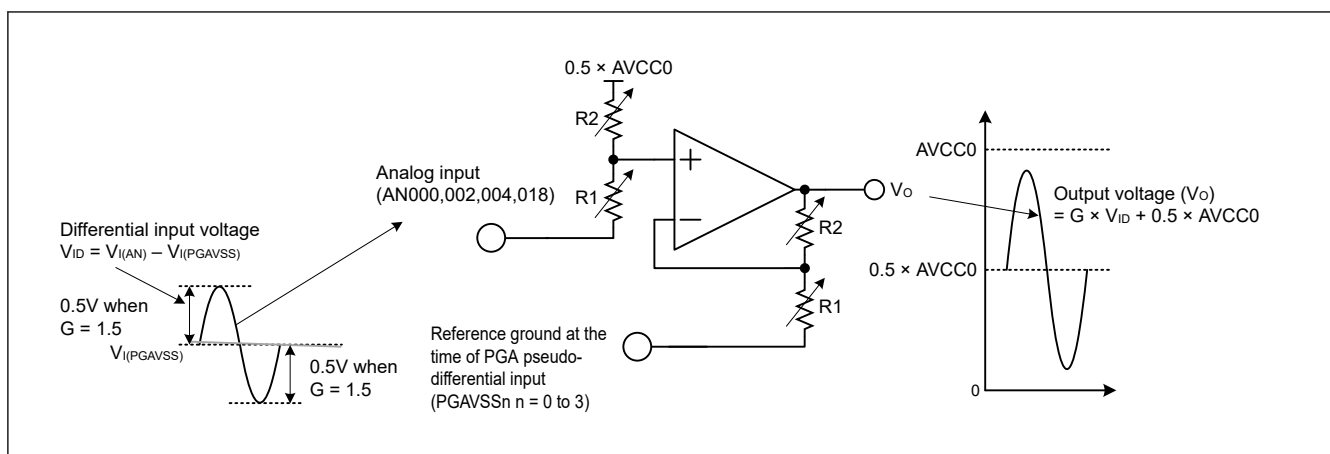 0.5 × AVCC0
R2
+
Analog input
(AN000,002,004,018)
R1
−
Vo
R2
R1
Reference ground at the
time of PGA pseudo-
differential input
(PGAVSSn n = 0 to 3)
Differential input voltage
VID = VI(AN) – VI(PGAVSS)
0.5V when
G = 1.5
VI(PGAVSS)
0.5V when
G = 1.5
AVCC0
Output voltage (Vo)
= G × VID + 0.5 × AVCC0
0.5 × AVCC0
0